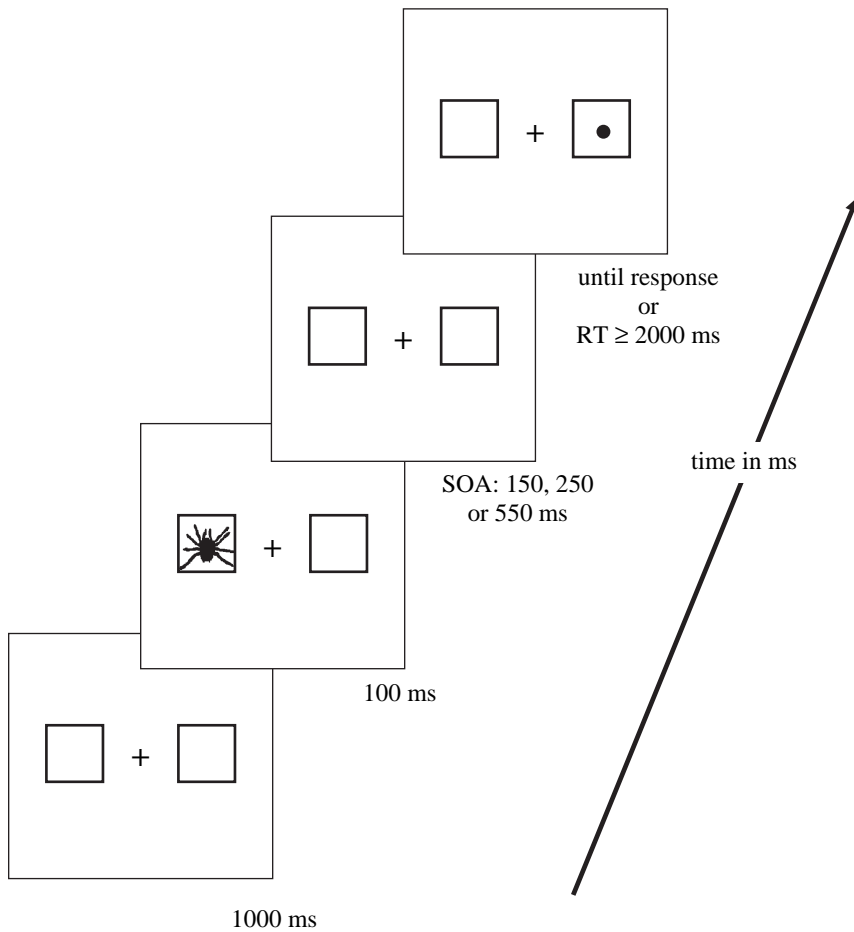 +
+
until response
or
RT ≥ 2000 ms
+
time in ms
SOA: 150, 250
or 550 ms
+
100 ms
1000 ms